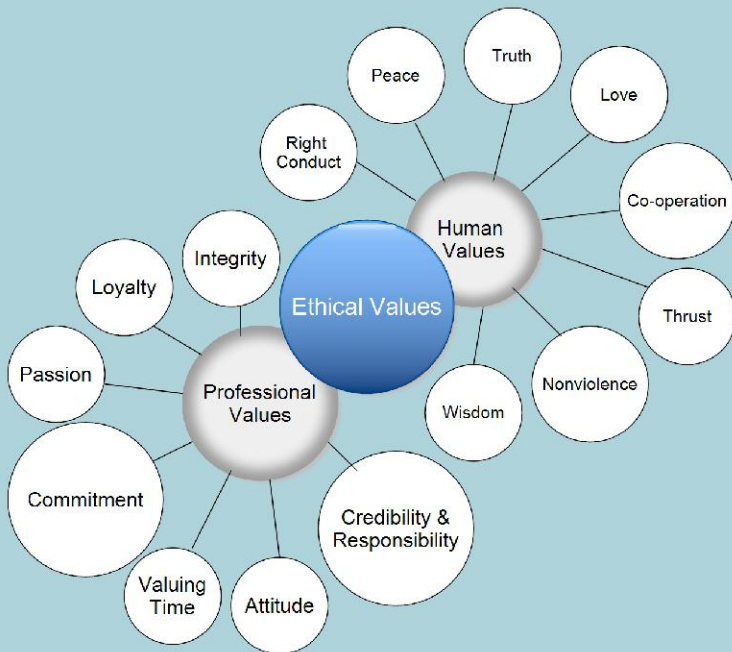 Truth
Peace
Love
Right
Conduct
Co-operation
Human
Values
Integrity
Loyalty
Ethical Values
Thrust
Passion
Professional
Values
Nonviolence
Wisdom
Commitment
Credibility &
Responsibility
Valuing
Time
Attitude